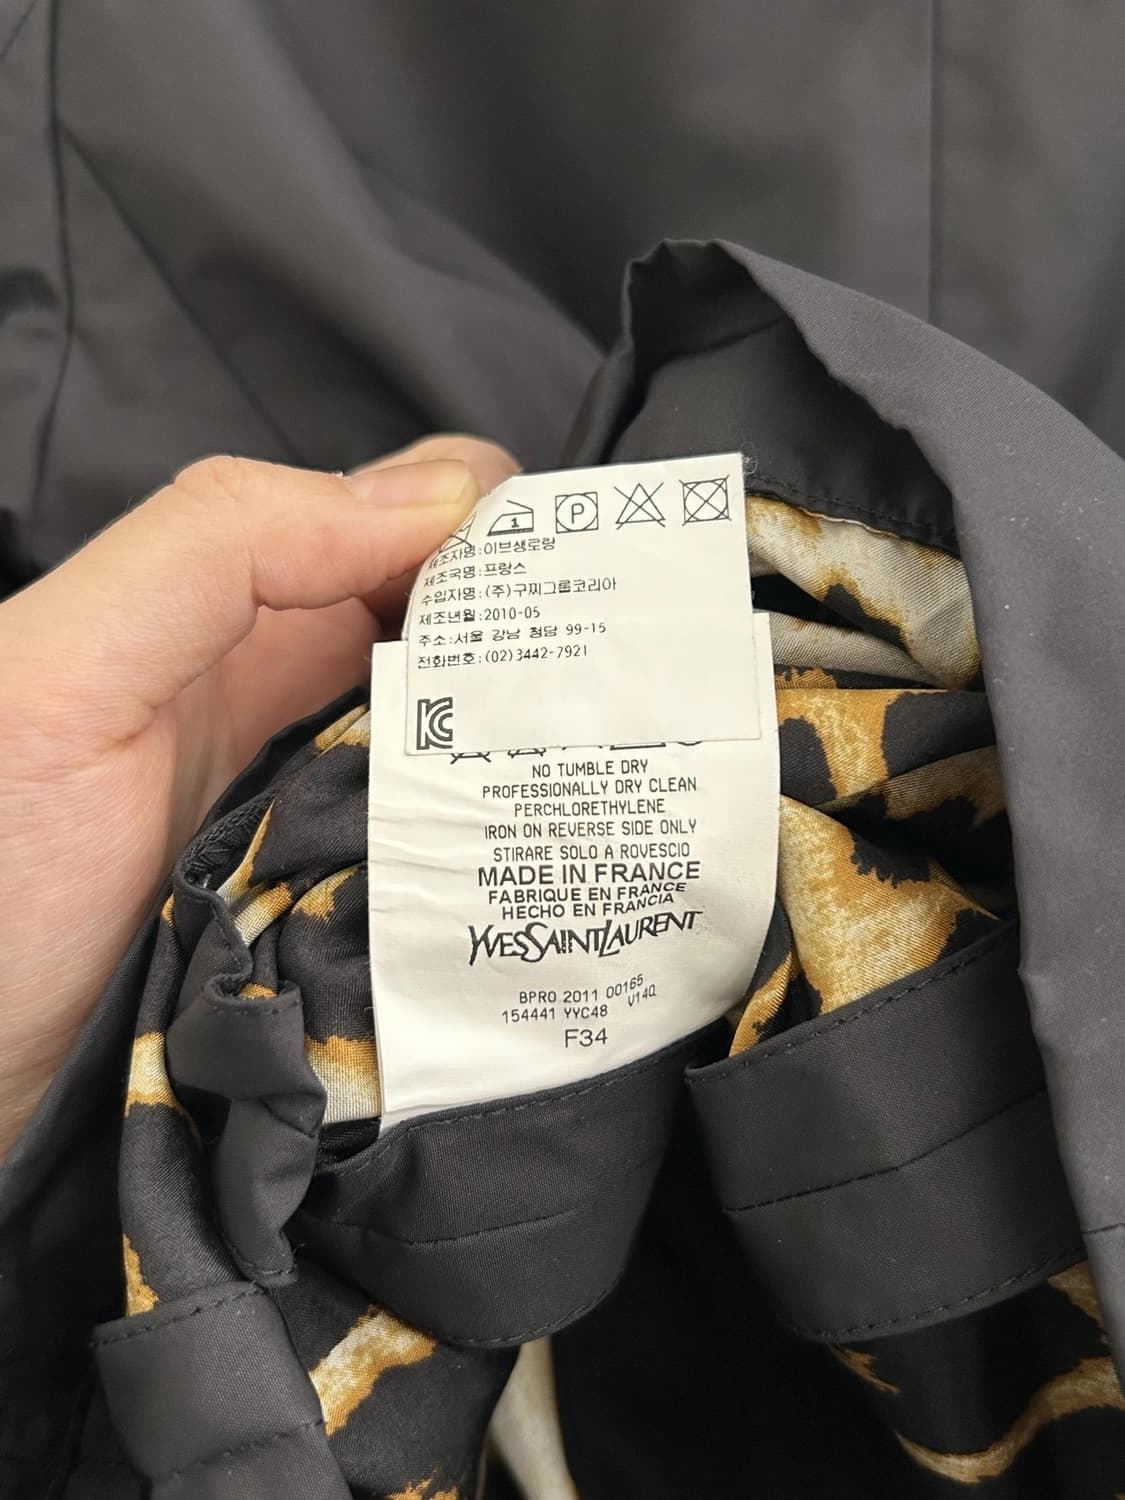 1
P
제조자명:이브생로랑
제조국명:프랑스
수입자명:(주)구찌그룹코리아
제조년월:2010-05
주소:서울 강남 청담 99-15
전화번호:(02)3442-7921
KC
NO TUMBLE DRY
PROFESSIONALLY DRY CLEAN
PERCHLORETHYLENE
IRON ON REVERSE SIDE ONLY
STIRARE SOLO A ROVESCIO
MADE IN FRANCE
FABRIQUE EN FRANCE
HECHO EN FRANCIA
YVESSAINTLAURENT
BPRO 2011 00165
154441 YYC48 V14Q
F34